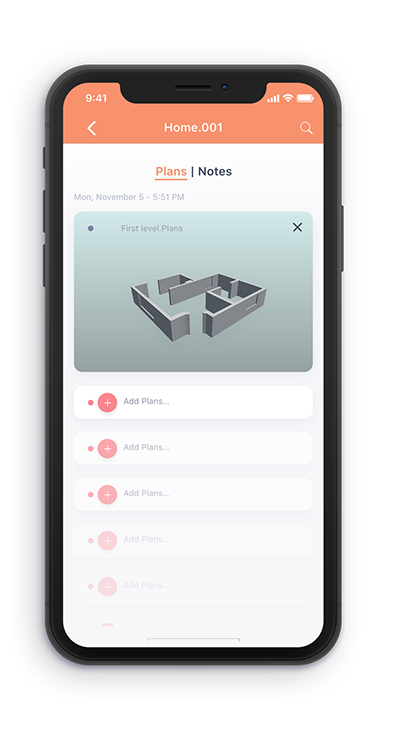 9:41
Home.001
Plans | Notes
Mon, November 5 - 5:51 PM
First level.Plans
Add Plans...
Add Plans...
Add Plans...
Add Plans...
Add Plans...